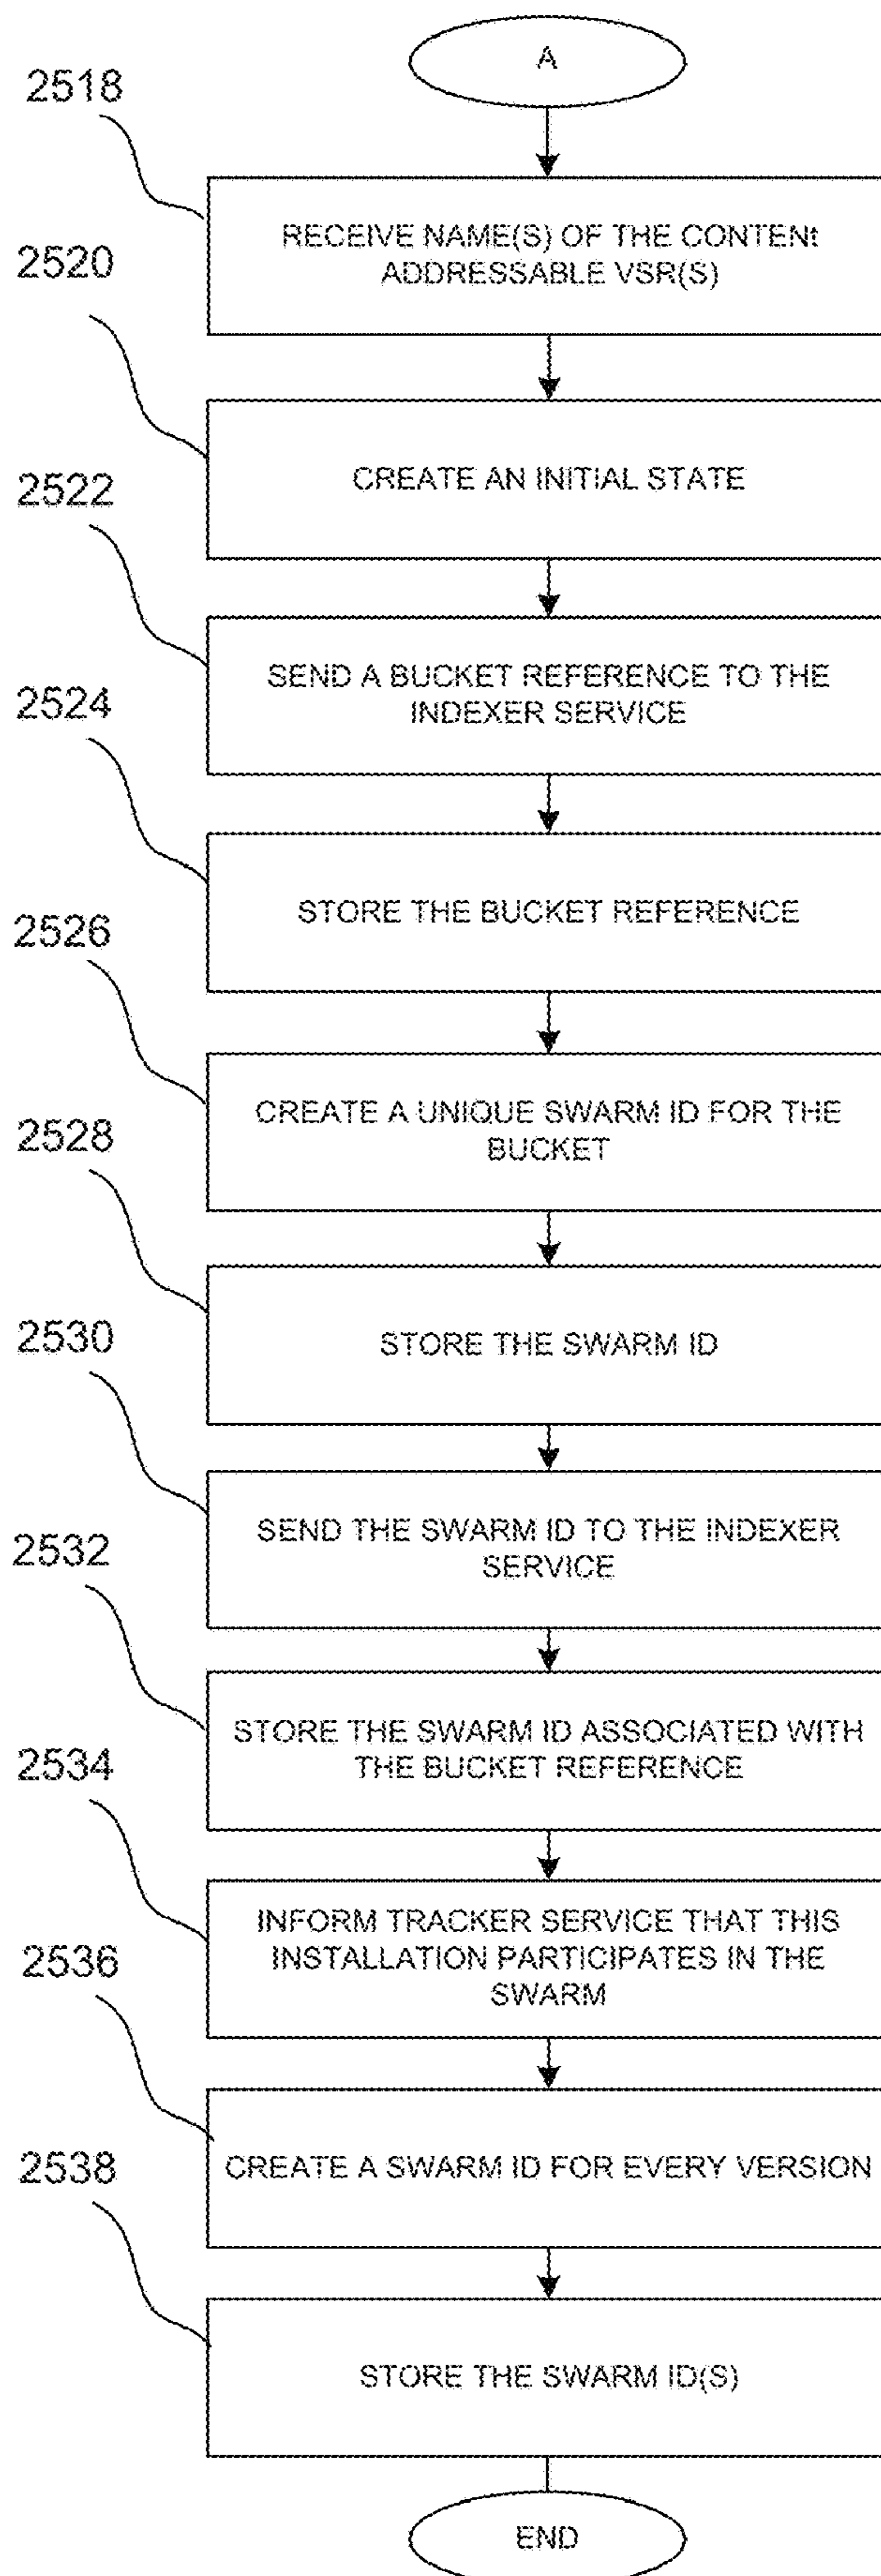 A
2518
RECEIVE NAME(S) OF THE CONTENt
ADDRESSABLE VSR(S)
2520
CREATE AN INITIAL STATE
2522
SEND A BUCKET REFERENCE TO THE
INDEXER SERVICE
2524
STORE THE BUCKET REFERENCE
2526
CREATE A UNIQUE SWARM ID FOR THE
BUCKET
2528
STORE THE SWARM ID
2530
SEND THE SWARM ID TO THE INDEXER
SERVICE
2532
STORE THE SWARM ID ASSOCIATED WITH
THE BUCKET REFERENCE
2534
INFORM TRACKER SERVICE THAT THIS
INSTALLATION PARTICIPATES IN THE
SWARM
2536
CREATE A SWARM ID FOR EVERY VERSION
2538
STORE THE SWARM ID(S)
END